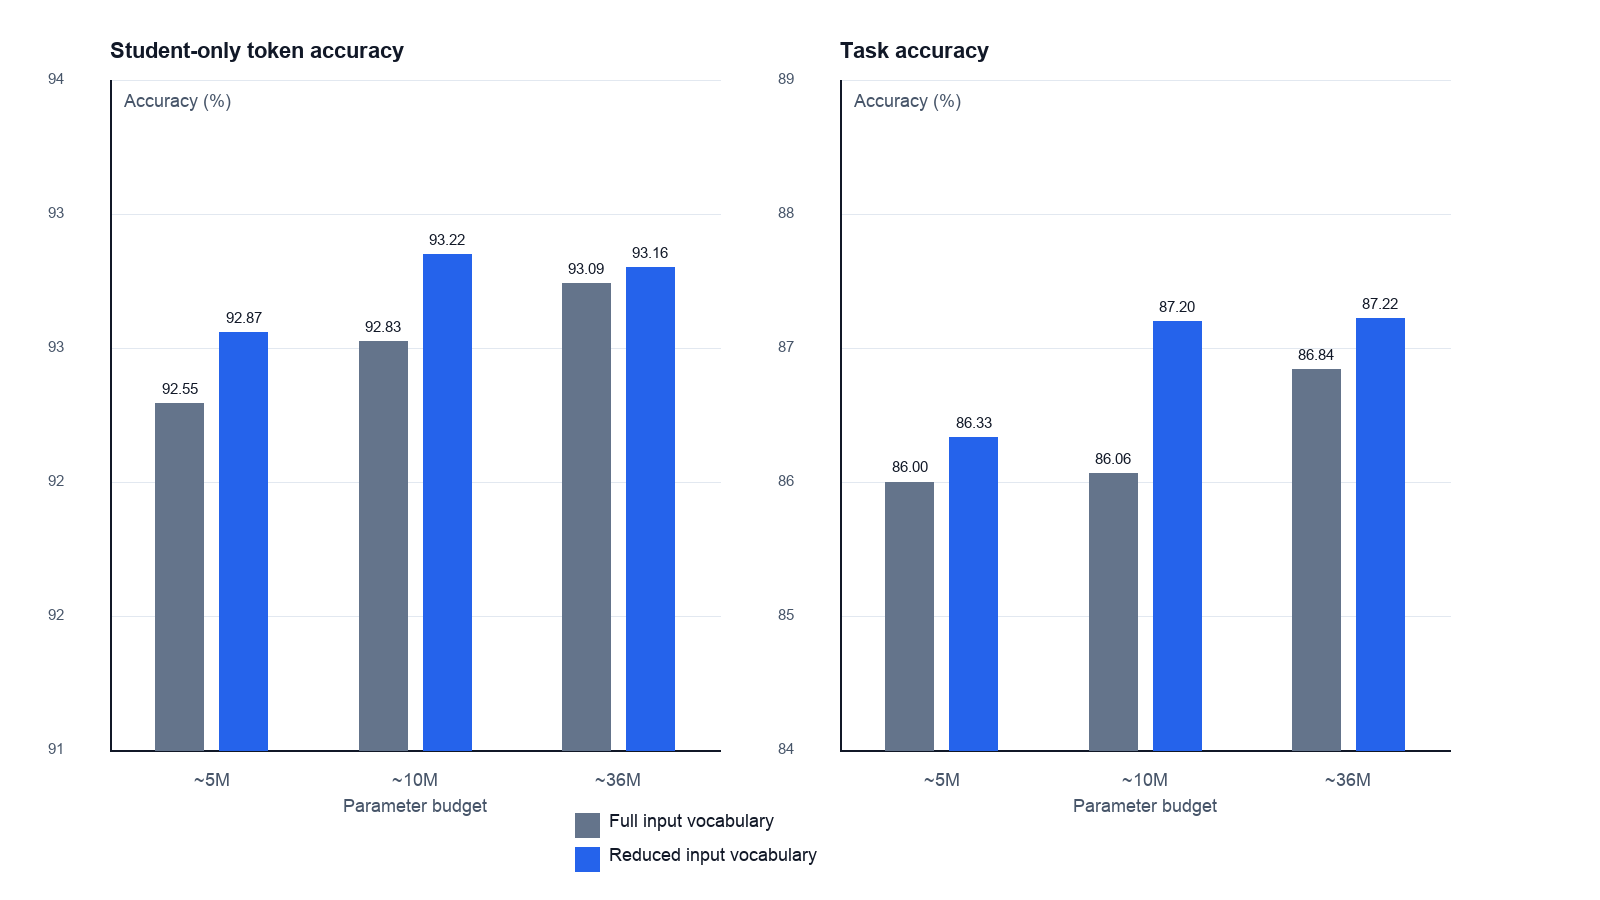 Student-only token accuracy
94
Accuracy (%)
93
93
92
92
91
92.55
92.87
92.83
93.22
93.09
93.16
~5M
~10M
~36M
Parameter budget
Task accuracy
89
Accuracy (%)
88
87
86
85
84
86.00
86.33
86.06
87.20
86.84
87.22
~5M
~10M
~36M
Parameter budget
Full input vocabulary
Reduced input vocabulary